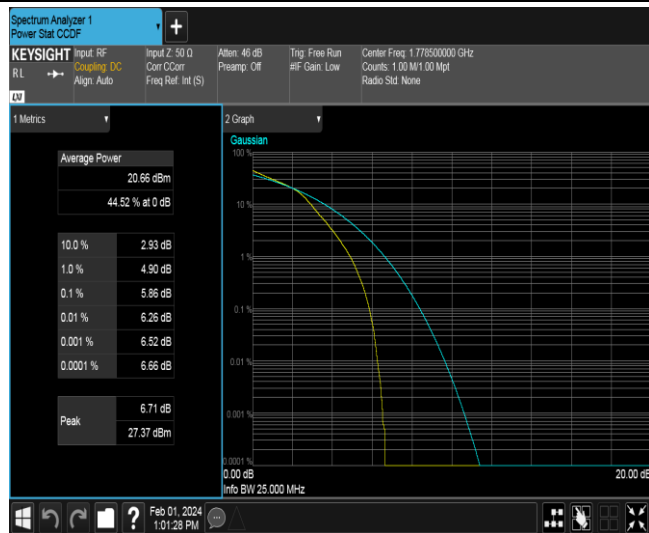 Spectrum Analyzer 1
Power Stat CCDF
+
KEYSIGHT
Input: RF
Input Z: 50 Ω
Atten: 46 dB
Trig: Free Run
Center Freq: 1.778500000 GHz
RL
Coupling: DC
Corr CCorr
Preamp: Off
#IF Gain: Low
Counts: 1.00 M/1.00 Mpt
Align: Auto
Freq Ref: Int (S)
Radio Std: None
1 Metrics
2 Graph
Average Power
20.66 dBm
44.52 % at 0 dB
10.0 % 2.93 dB
1.0 % 4.90 dB
0.1 % 5.86 dB
0.01 % 6.26 dB
0.001 % 6.52 dB
0.0001 % 6.66 dB
Peak
6.71 dB
27.37 dBm
Gaussian
100 %
10 %
1 %
0.1 %
0.01 %
0.001 %
0.0001 %
0.00 dB
20.00 dB
Info BW 25.000 MHz
?
Feb 01, 2024
1:01:28 PM